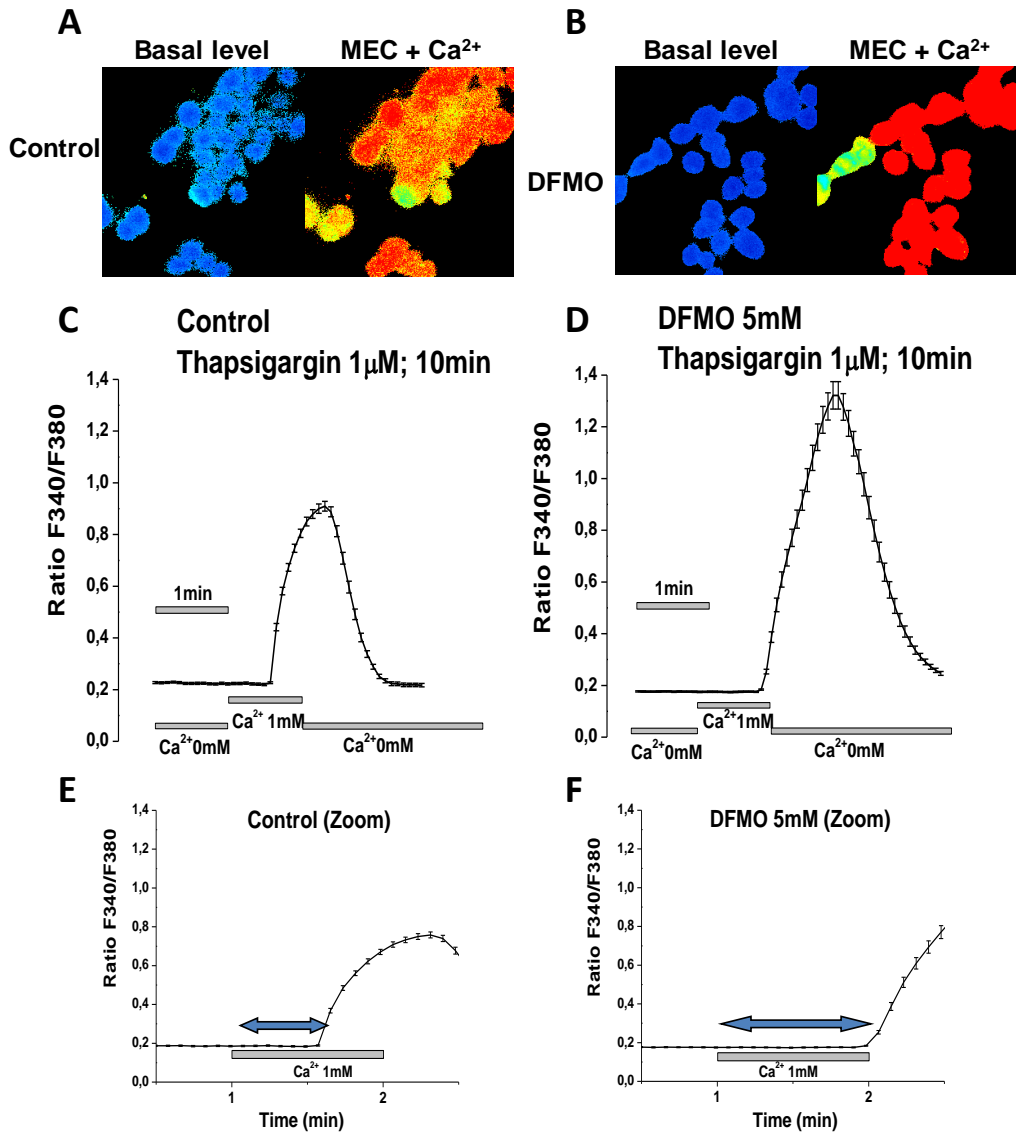 A
Basal level
MEC + Ca²⁺
B
Basal level
MEC + Ca²⁺
Control
DFMO
C
Control
Thapsigargin 1μM; 10min
D
DFMO 5mM
Thapsigargin 1μM; 10min
Ratio F340/F380
1,4
1,2
1,0
0,8
0,6
0,4
0,2
0,0
1min
Ca²⁺ 1mM
Ca²⁺0mM
Ca²⁺0mM
Ratio F340/F380
1,4
1,2
1,0
0,8
0,6
0,4
0,2
0,0
1min
Ca²⁺ 1mM
Ca²⁺0mM
Ca²⁺0mM
E
Control (Zoom)
Ratio F340/F380
1,4
1,2
1,0
0,8
0,6
0,4
0,2
0,0
Ca²⁺ 1mM
1
2
Time (min)
F
DFMO 5mM (Zoom)
Ratio F340/F380
1,4
1,2
1,0
0,8
0,6
0,4
0,2
0,0
Ca²⁺ 1mM
1
2
Time (min)